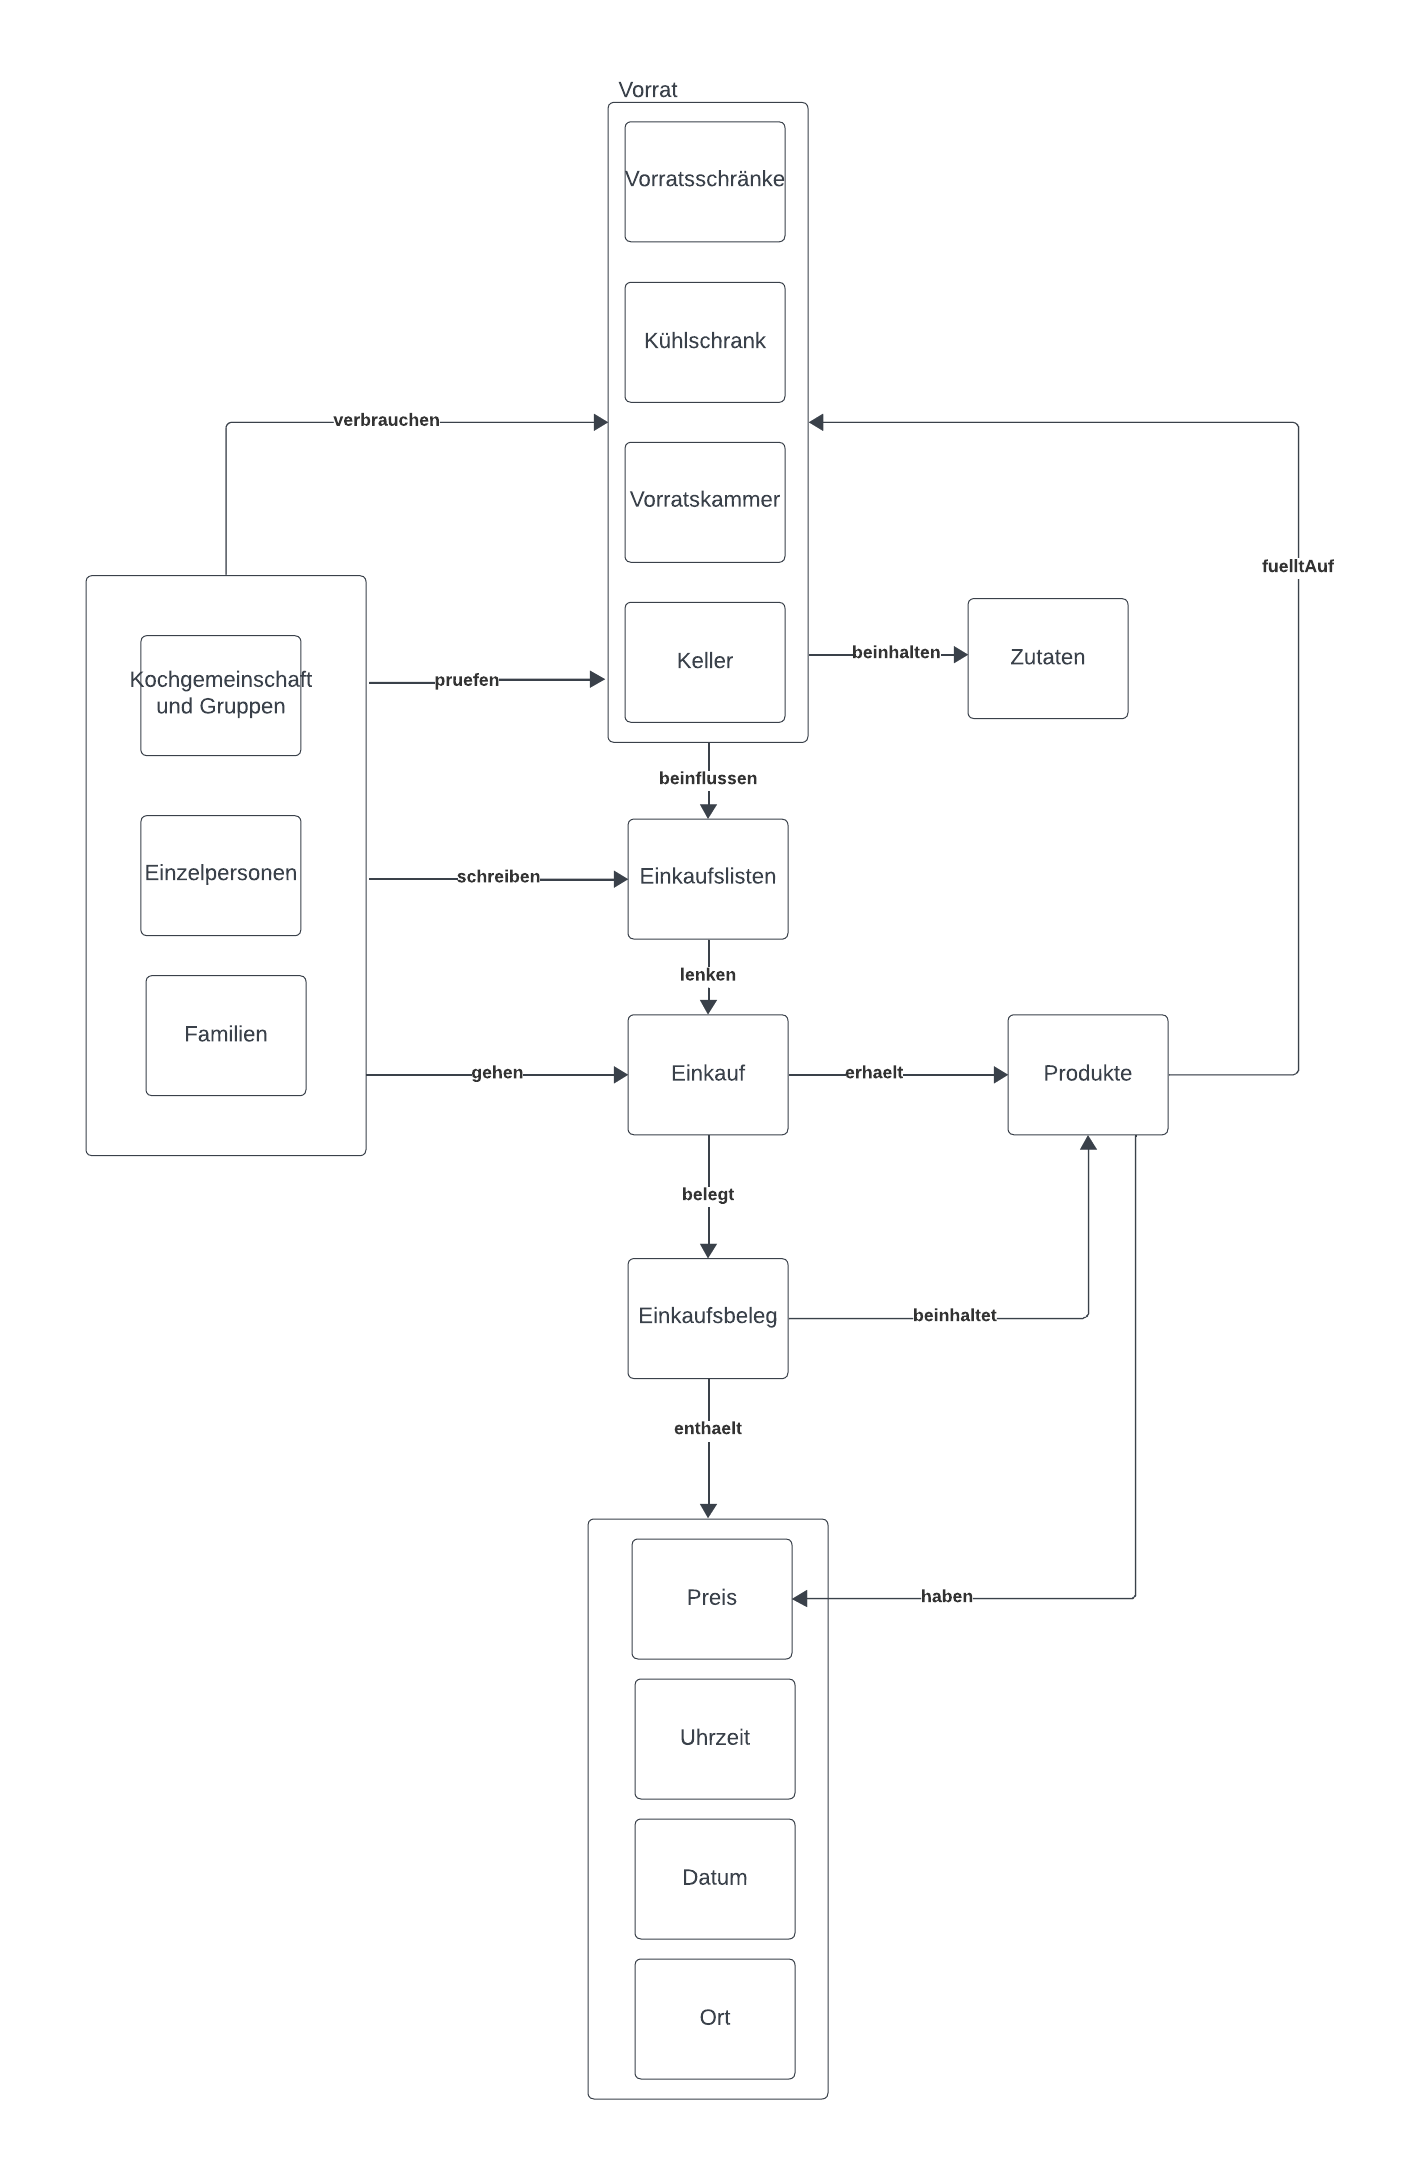 Vorrat
Vorratsschränke
Kühlschrank
verbrauchen
Vorratskammer
fuelltAuf
Kochgemeinschaft
und Gruppen
pruefen
Keller
beinhalten
Zutaten
beinflussen
Einzelpersonen
schreiben
Einkaufslisten
lenken
Familien
gehen
Einkauf
erhaelt
Produkte
belegt
Einkaufsbeleg
beinhaltet
enthaelt
Preis
haben
Uhrzeit
Datum
Ort